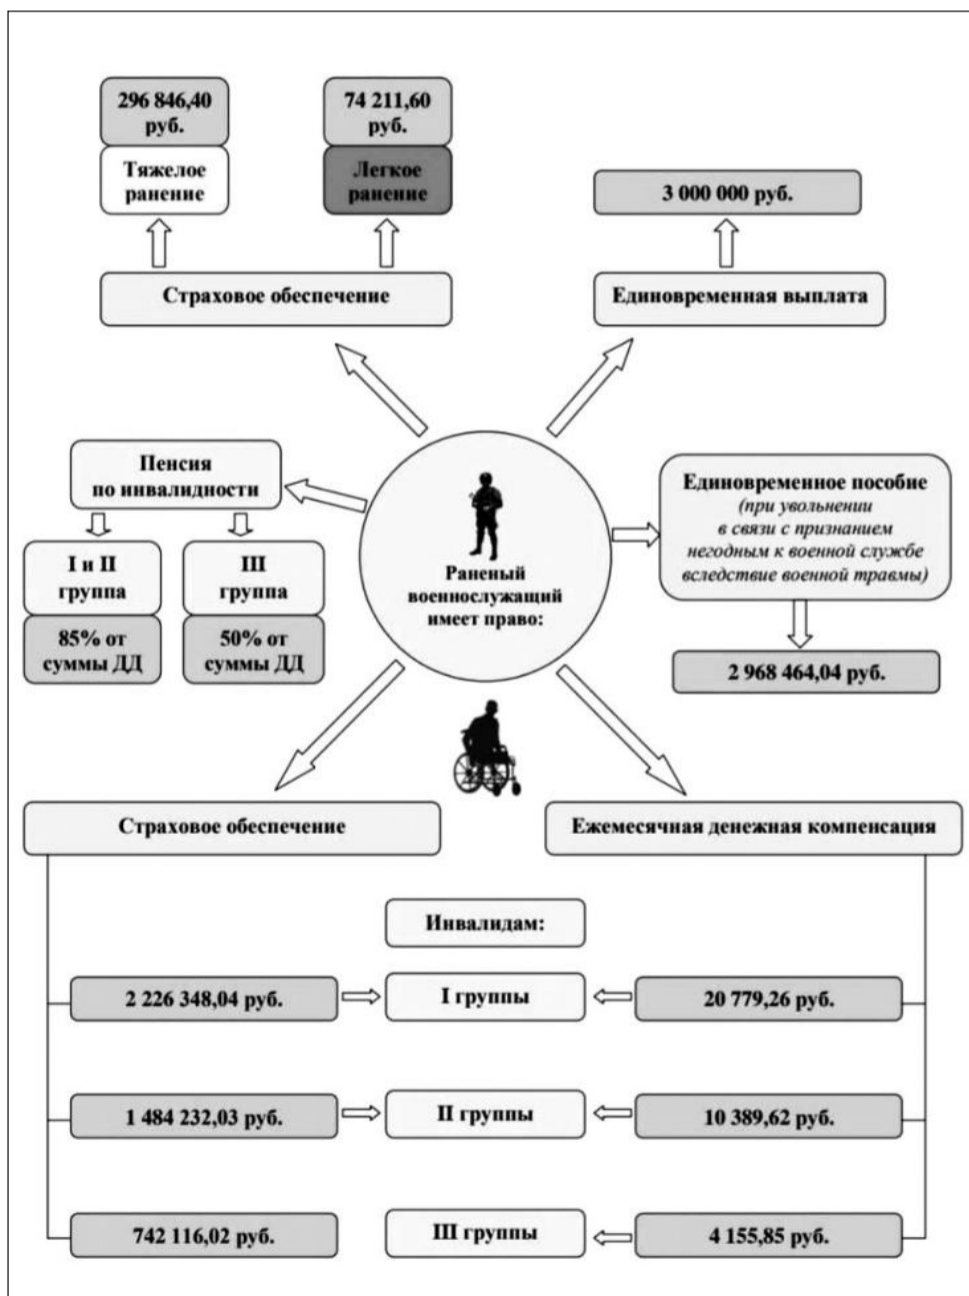 296 846,40
руб.
Тяжелое
ранение
74 211,60
руб.
Легкое
ранение
3 000 000 руб.
Страховое обеспечение
Единовременная выплата
Пенсия
по инвалидности
I и II
группа
85% от
суммы ДД
III
группа
50% от
суммы ДД
Раненый
военнослужащий
имеет право:
Единовременное пособие
(при увольнении
в связи с признанием
негодным к военной службе
вследствие военной травмы)
2 968 464,04 руб.
Страховое обеспечение
Ежемесячная денежная компенсация
Инвалидам:
2 226 348,04 руб.
I группы
20 779,26 руб.
1 484 232,03 руб.
II группы
10 389,62 руб.
742 116,02 руб.
III группы
4 155,85 руб.